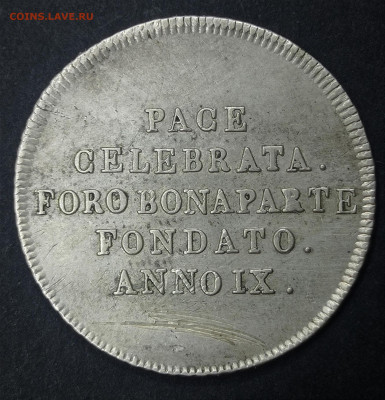 COINS.LAVE.RU
PACE
CELEBRATA.
FORO BONAPARTE
FONDATO.
ANNO IX.